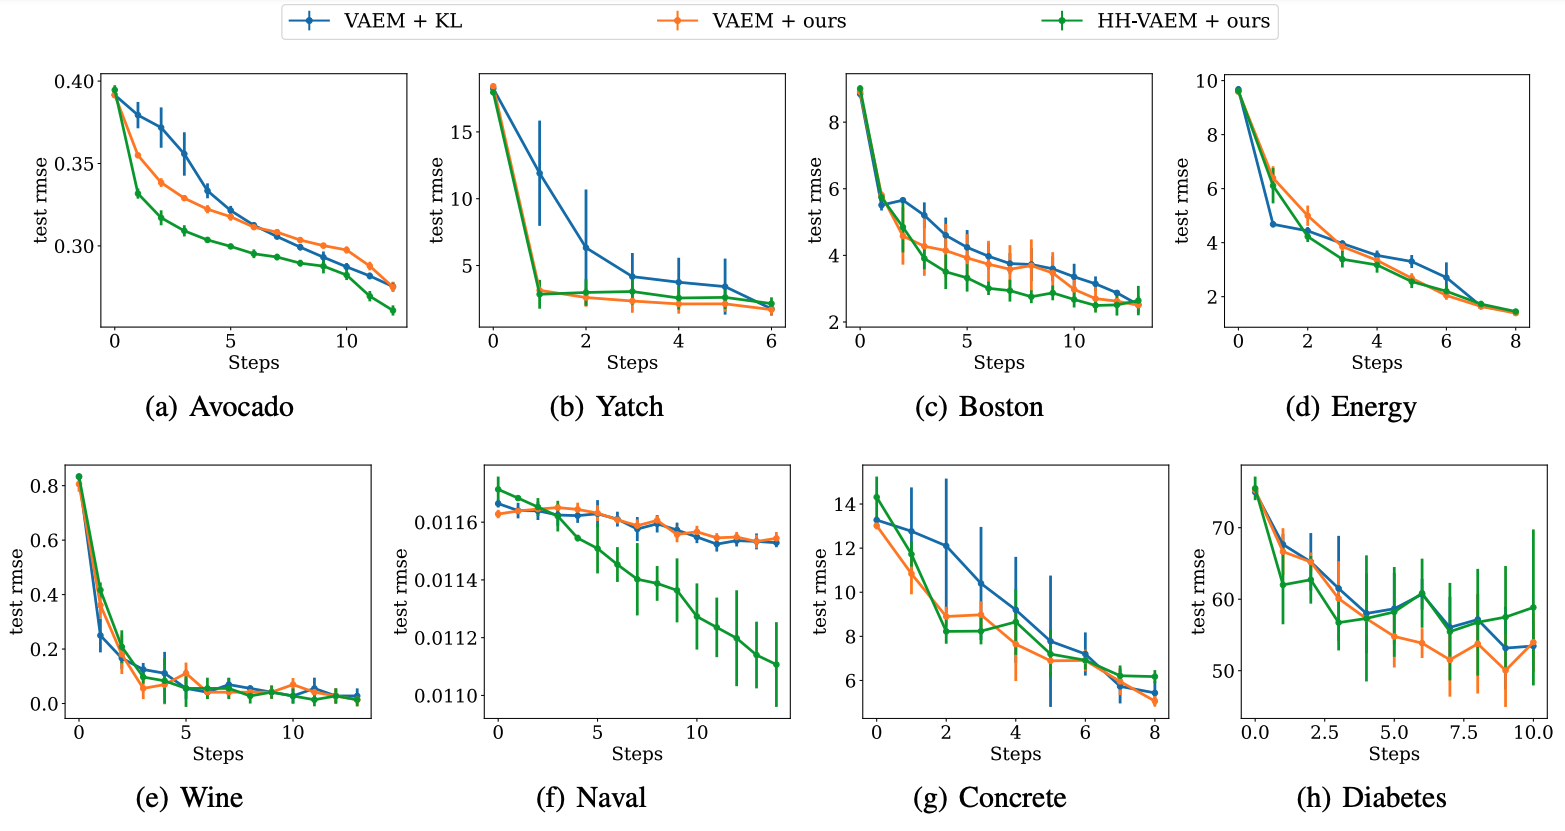 VAEM + KL VAEM + ours HH-VAEM + ours
0.40
0.35
0.30
test rmse
0 5 10
Steps
(a) Avocado
15
10
5
test rmse
0 2 4 6
Steps
(b) Yatch
8
6
4
2
test rmse
0 5 10
Steps
(c) Boston
10
8
6
4
2
test rmse
0 2 4 6 8
Steps
(d) Energy
0.8
0.6
0.4
0.2
0.0
test rmse
0 5 10
Steps
(e) Wine
0.0116
0.0114
0.0112
0.0110
test rmse
0 5 10
Steps
(f) Naval
14
12
10
8
6
test rmse
0 2 4 6 8
Steps
(g) Concrete
70
60
50
test rmse
0.0 2.5 5.0 7.5 10.0
Steps
(h) Diabetes